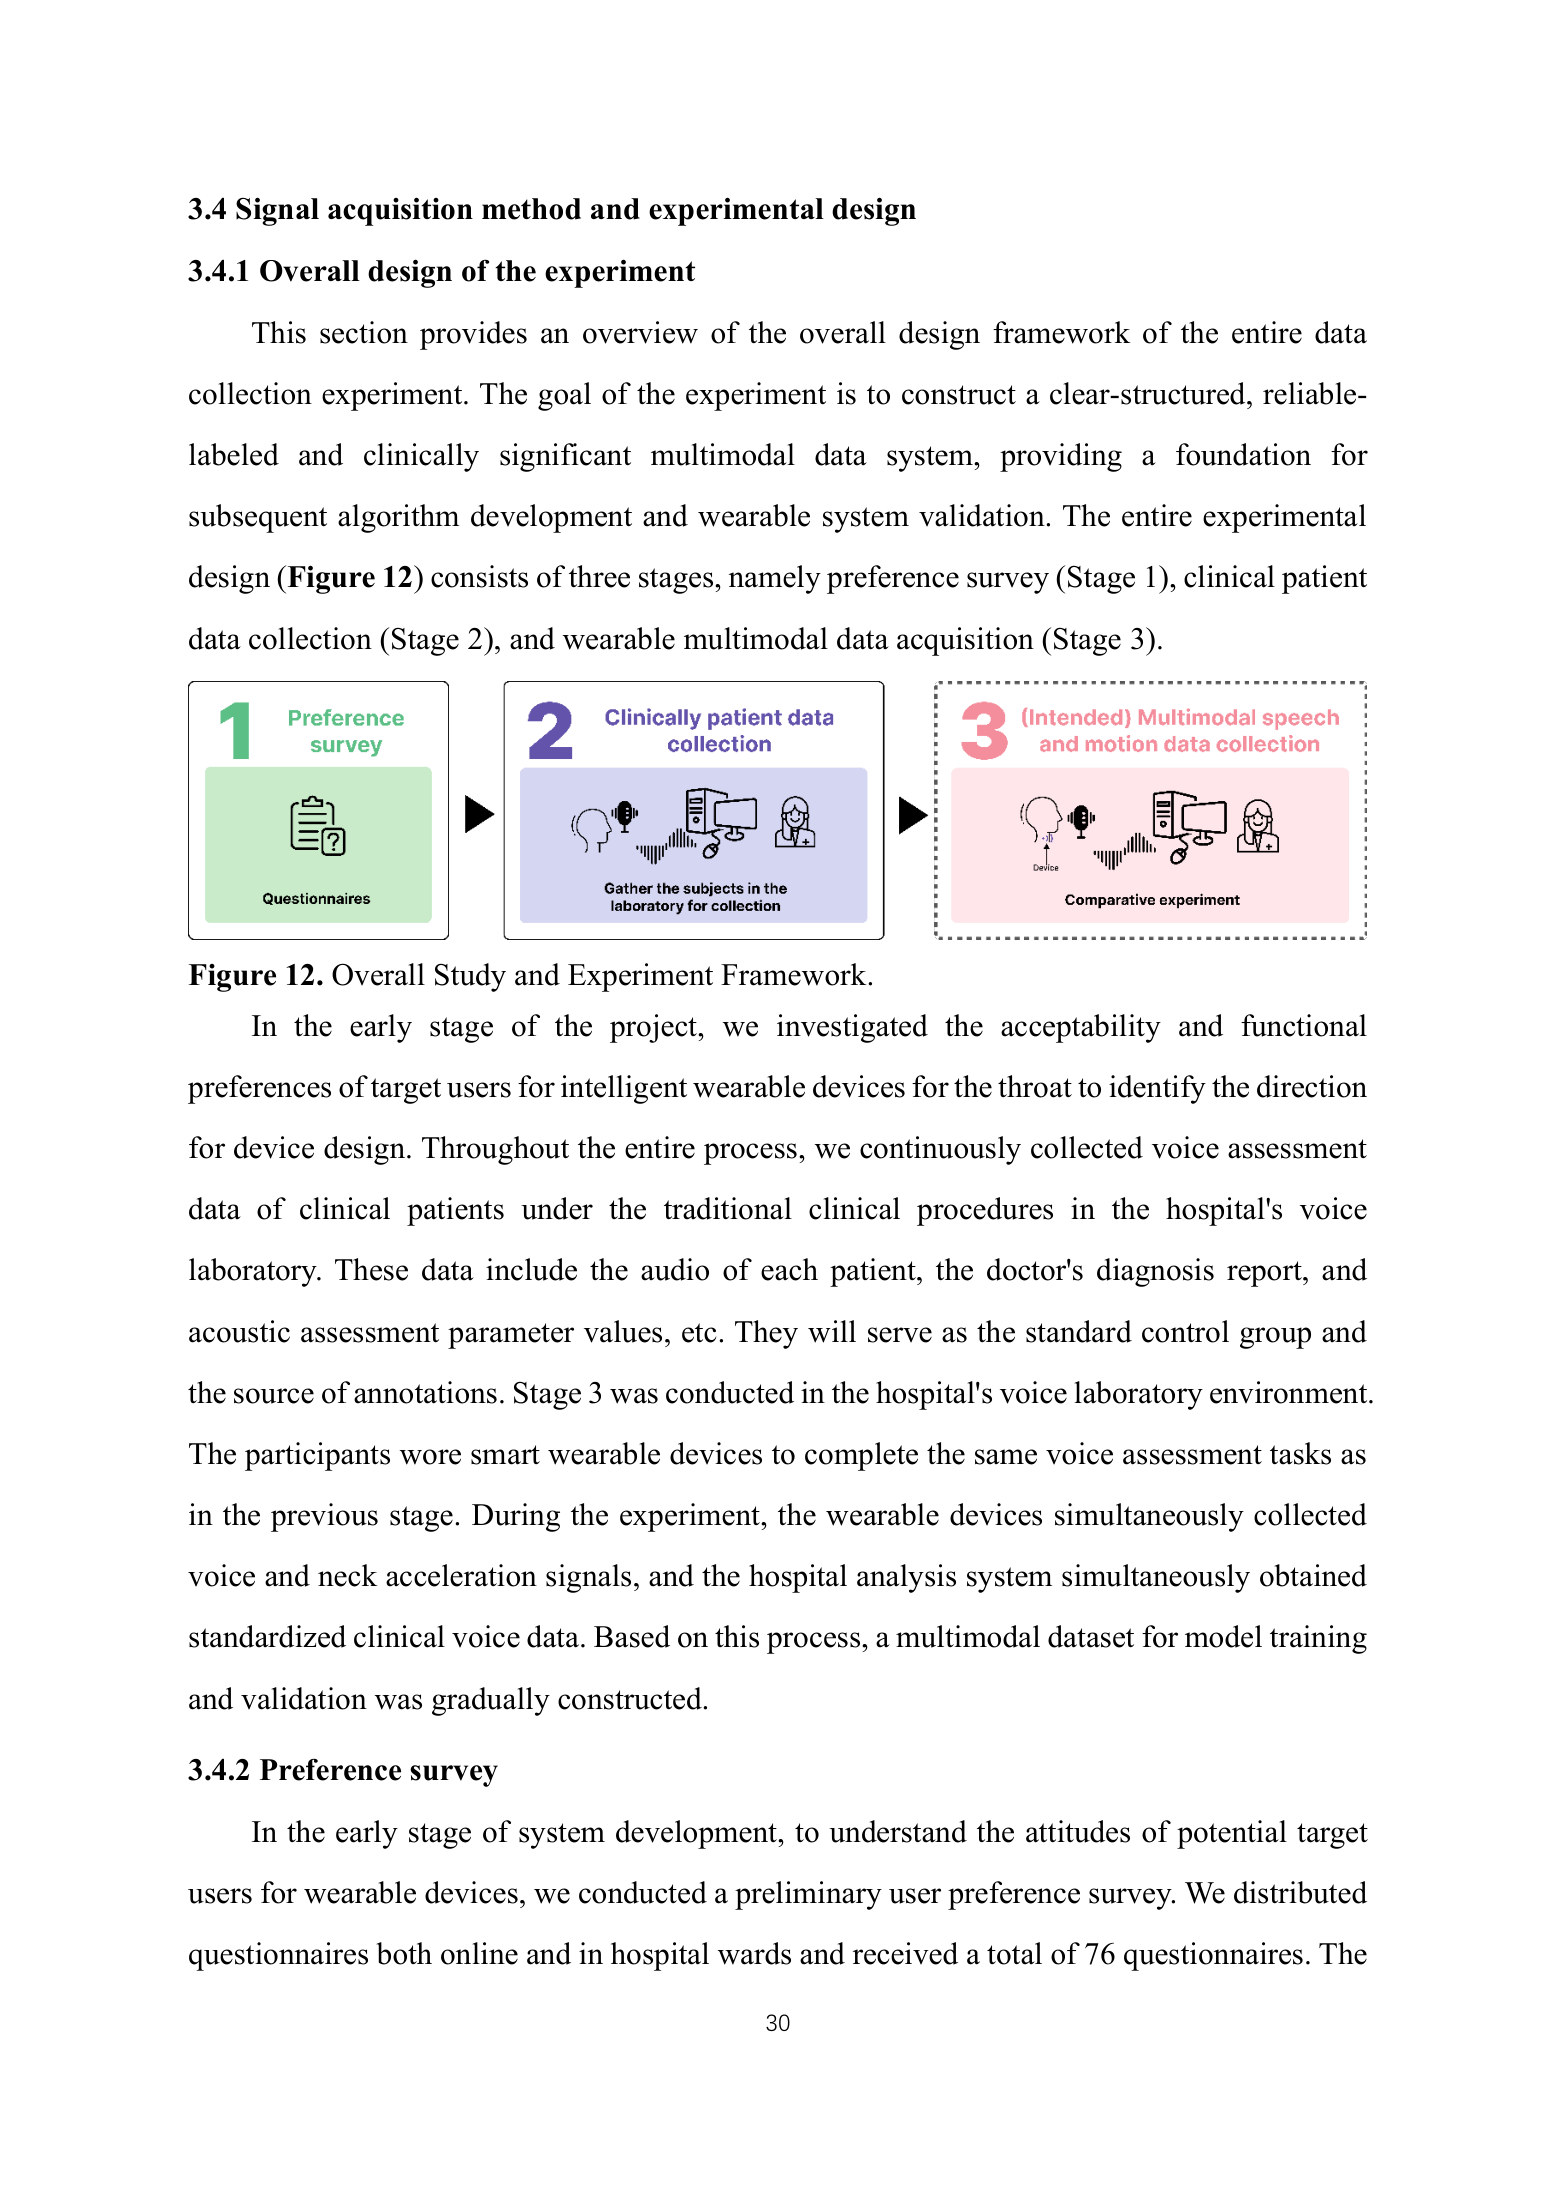 3.4 Signal acquisition method and experimental design
3.4.1 Overall design of the experiment
This section provides an overview of the overall design framework of the entire data
collection experiment. The goal of the experiment is to construct a clear-structured, reliable-
labeled and clinically significant multimodal data system, providing a foundation for
subsequent algorithm development and wearable system validation. The entire experimental
design (Figure 12) consists of three stages, namely preference survey (Stage 1), clinical patient
data collection (Stage 2), and wearable multimodal data acquisition (Stage 3).
1 Preference
survey
?
Questionnaires
2 Clinically patient data
collection
Gather the subjects in the
laboratory for collection
3 (Intended) Multimodal speech
and motion data collection
Device
Comparative experiment
Figure 12. Overall Study and Experiment Framework.
In the early stage of the project, we investigated the acceptability and functional
preferences of target users for intelligent wearable devices for the throat to identify the direction
for device design. Throughout the entire process, we continuously collected voice assessment
data of clinical patients under the traditional clinical procedures in the hospital's voice
laboratory. These data include the audio of each patient, the doctor's diagnosis report, and
acoustic assessment parameter values, etc. They will serve as the standard control group and
the source of annotations. Stage 3 was conducted in the hospital's voice laboratory environment.
The participants wore smart wearable devices to complete the same voice assessment tasks as
in the previous stage. During the experiment, the wearable devices simultaneously collected
voice and neck acceleration signals, and the hospital analysis system simultaneously obtained
standardized clinical voice data. Based on this process, a multimodal dataset for model training
and validation was gradually constructed.
3.4.2 Preference survey
In the early stage of system development, to understand the attitudes of potential target
users for wearable devices, we conducted a preliminary user preference survey. We distributed
questionnaires both online and in hospital wards and received a total of 76 questionnaires. The
30